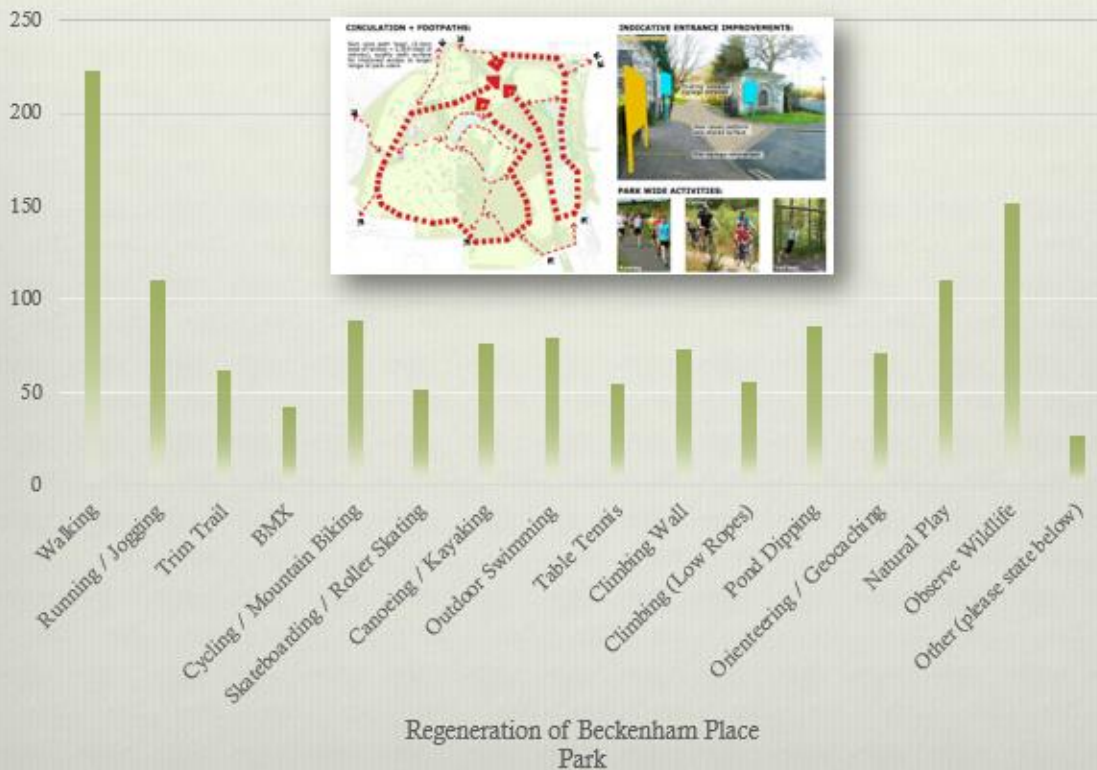 250
200
150
100
50
0
CIRCULATION + FOOTPATHS:
INDICATIVE ENTRANCE IMPROVEMENTS:
PARK WIDE ACTIVITIES:
Walking
Running / Jogging
Trim Trail
BMX
Cycling / Mountain Biking
Skateboarding / Roller Skating
Canoeing / Kayaking
Outdoor Swimming
Table Tennis
Climbing Wall
Climbing (Low Ropes)
Pond Dipping
Orienteering / Geocaching
Natural Play
Observe Wildlife
Other (please state below)
Regeneration of Beckenham Place
Park